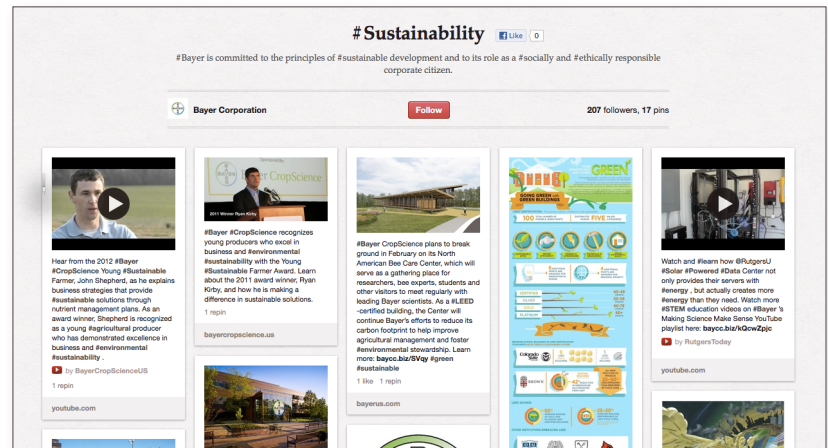 #Sustainability
Like 0
#Bayer is committed to the principles of #sustainable development and to its role as a #socially and #ethically responsible
corporate citizen.
Bayer Corporation
Follow
207 followers, 17 pins
Hear from the 2012 #Bayer
#CropScience Young #Sustainable
Farmer, John Shepherd, as he explains
business strategies that provide
#sustainable solutions through
nutrient management plans. As an
award winner, Shepherd is recognized
as a young #agricultural producer
who has demonstrated excellence in
business and #environmental
#sustainability .
by BayerCropScienceUS
1 repin
youtube.com
er CropScience
2011 Winner Ryan Kirby
#Bayer #CropScience recognizes
young producers who excel in
business and #environmental
#sustainability with the Young
#Sustainable Farmer Award. Learn
about the 2011 award winner, Ryan
Kirby, and how he is making a
difference in sustainable solutions.
1 repin
bayercropscience.us
#Bayer CropScience plans to break
ground in February on its North
American Bee Care Center, which will
serve as a gathering place for
researchers, bee experts, students and
other visitors to meet regularly with
leading Bayer scientists. As a #LEED
-certified building, the Center will
continue Bayer's efforts to reduce its
carbon footprint to help improve
agricultural management and foster
#environmental stewardship. Learn
more: baycc.biz/SVqy #green
#sustainable
1 like 1 repin
bayerus.com
GREEN
GOING GREEN with
GREEN BUILDINGS
100
FIVE
CERTIFIED
SILVER
GOLD
PLATINUM
Colorado
BROWN
42%
Watch and #learn how @RutgersU
#Solar #Powered #Data Center not
only provides their servers with
#energy , but actually creates more
#energy than they need. Watch more
#STEM education videos on #Bayer 's
Making Science Make Sense YouTube
playlist here: baycc.biz/kQcwZpjc
by RutgersToday
youtube.com